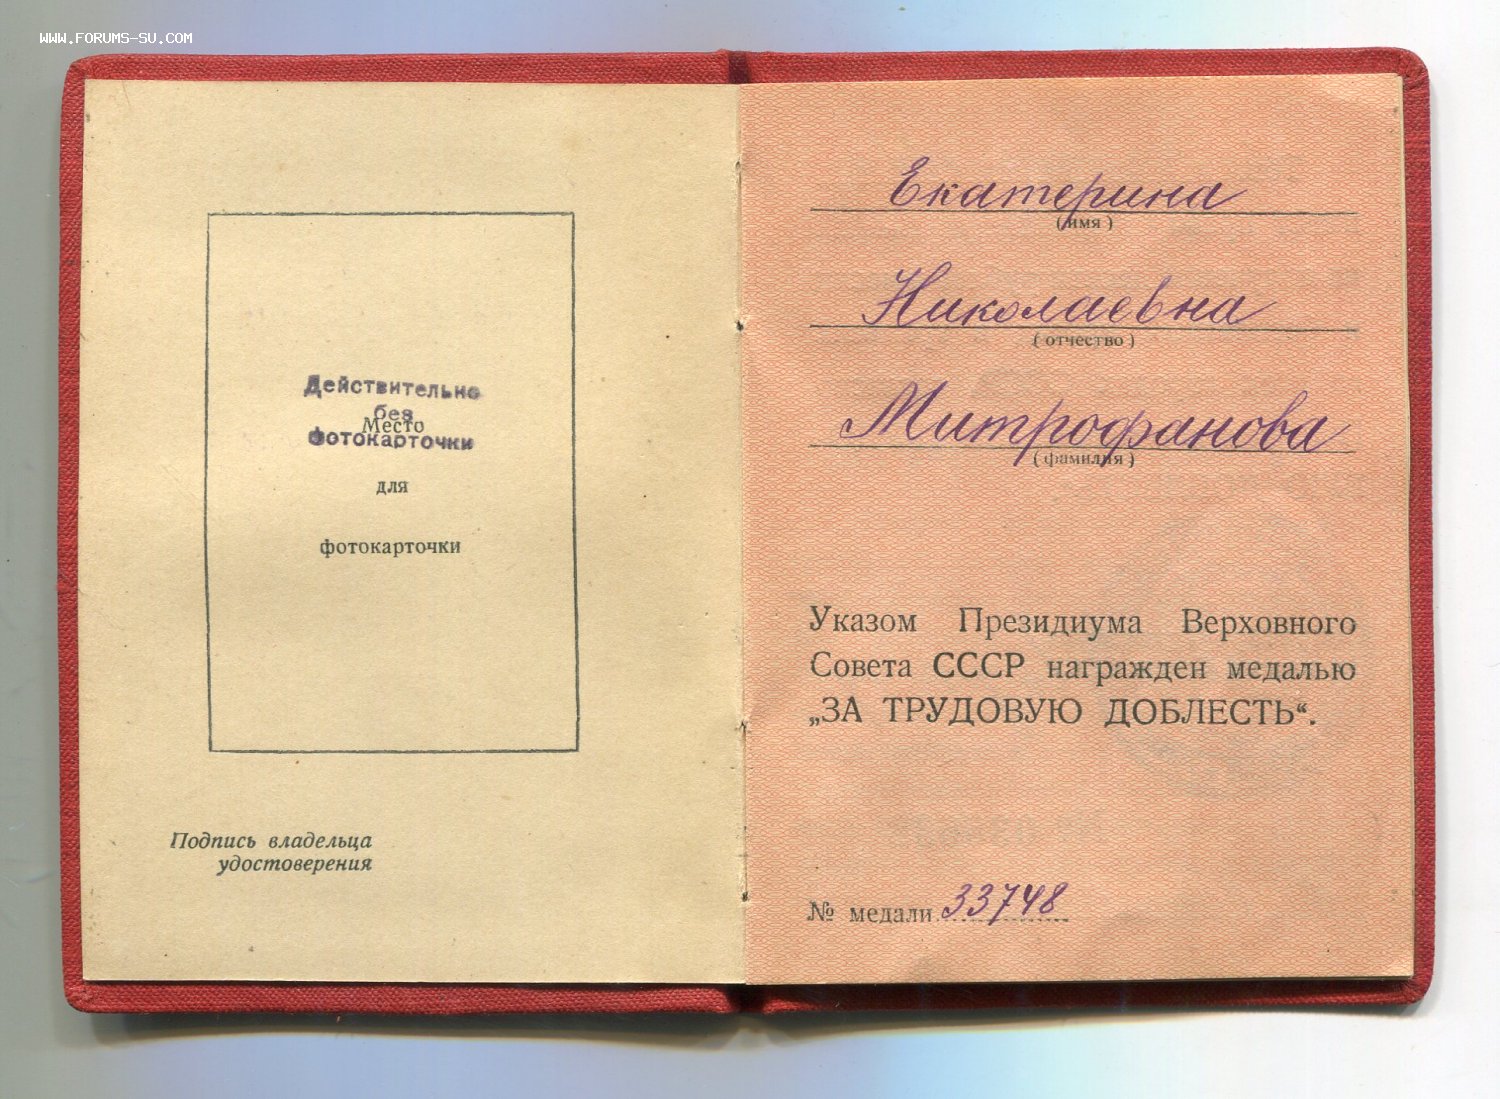 WWW.FORUMS-SU.COM
Действительно
без
Место
фотокарточки
для
фотокарточки
Подпись владельца
удостоверения
Екатерина
(имя)
Николаевна
(отчество)
Митрофанова
(фамилия)
Указом Президиума Верховного
Совета СССР награжден медалью
„ЗА ТРУДОВУЮ ДОБЛЕСТЬ“.
№ медали 33748